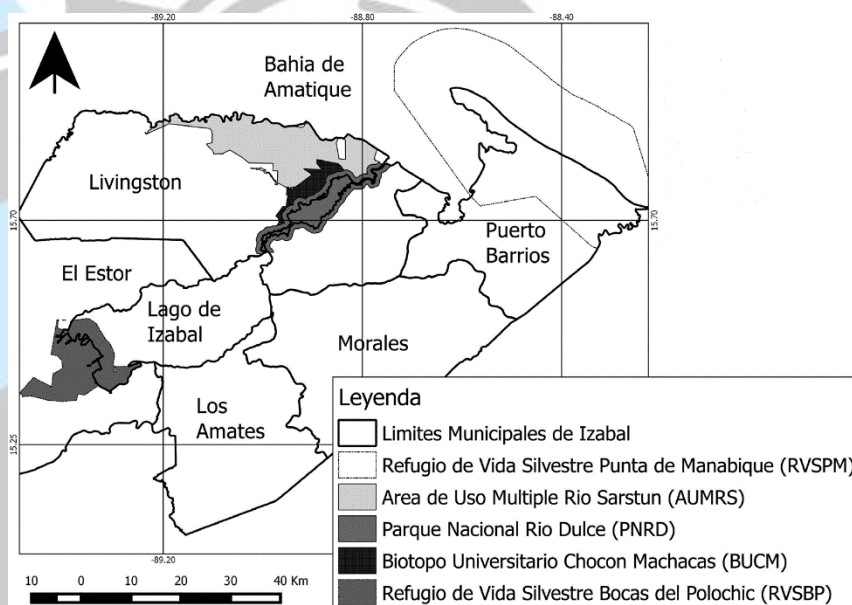 -89.20
-88.80
-88.40
Bahia de
Amatique
Livingston
15.70
15.70
Puerto
Barrios
El Estor
Lago de
Izabal
Morales
Los
Amates
15.25
-89.20
10 0 10 20 30 40 Km
Leyenda
Limites Municipales de Izabal
Refugio de Vida Silvestre Punta de Manabique (RVSPM)
Area de Uso Multiple Rio Sarstun (AUMRS)
Parque Nacional Rio Dulce (PNRD)
Biotopo Universitario Chocon Machacas (BUCM)
Refugio de Vida Silvestre Bocas del Polochic (RVSBP)